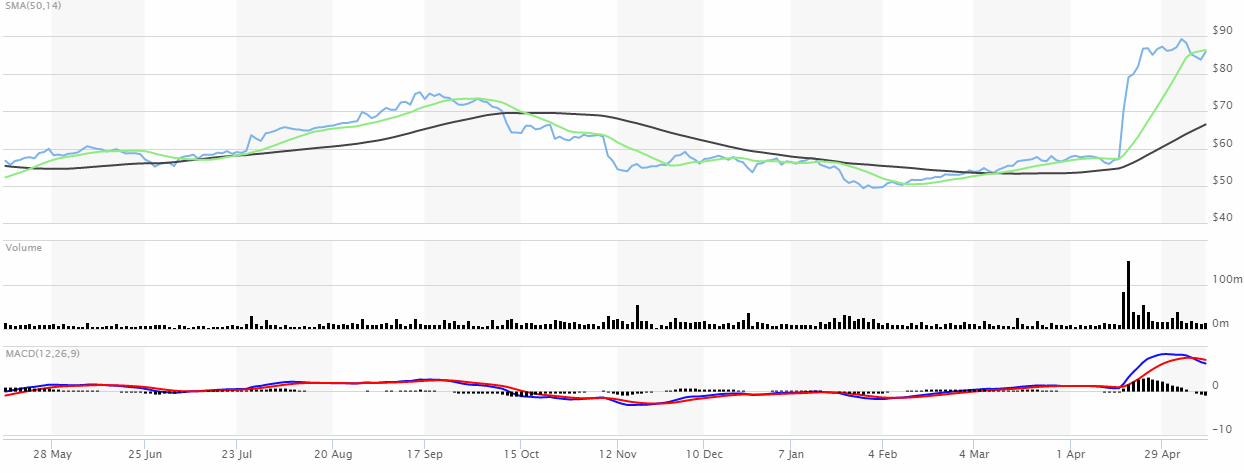 SMA(50,14)
$90
$80
$70
$60
$50
$40
Volume
100m
0m
MACD(12,26,9)
0
-10
28 May 25 Jun 23 Jul 20 Aug 17 Sep 15 Oct 12 Nov 10 Dec 7 Jan 4 Feb 4 Mar 1 Apr 29 Apr